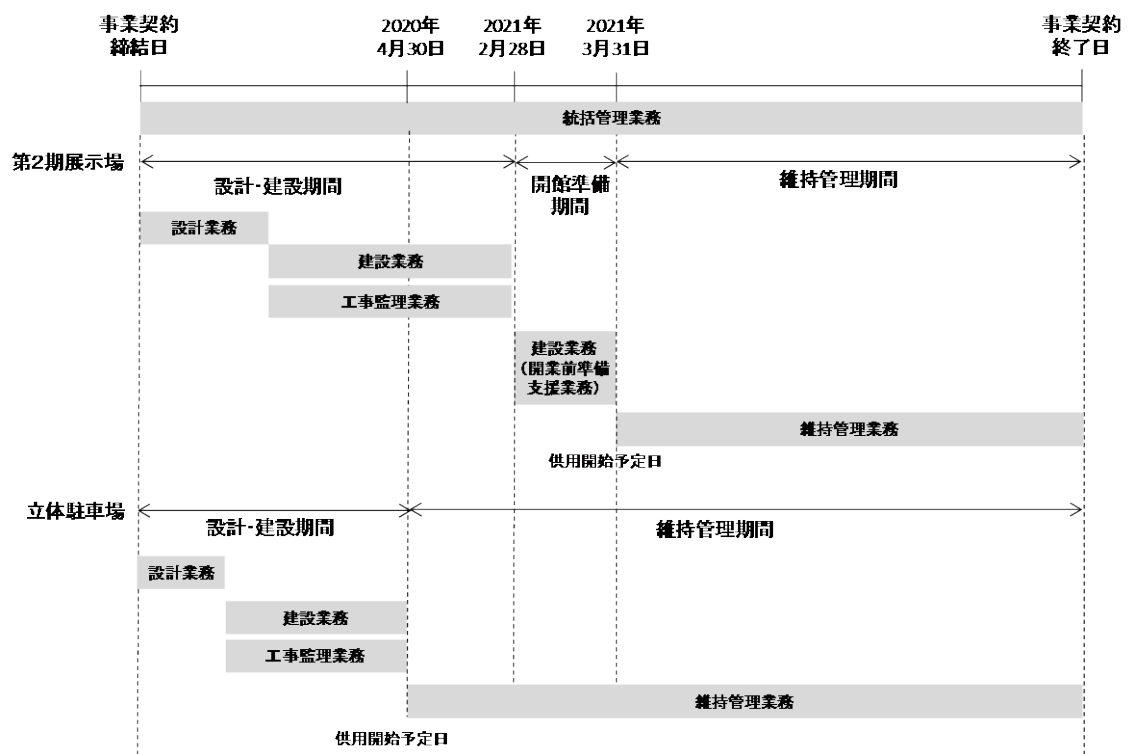 事業契約
締結日
2020年
4月30日
2021年
2月28日
2021年
3月31日
事業契約
終了日
統括管理業務
第2期展示場
設計・建設期間
開館準備
期間
維持管理期間
設計業務
建設業務
工事監理業務
建設業務
（開業前準備
支援業務）
維持管理業務
供用開始予定日
立体駐車場
設計・建設期間
維持管理期間
設計業務
建設業務
工事監理業務
維持管理業務
供用開始予定日